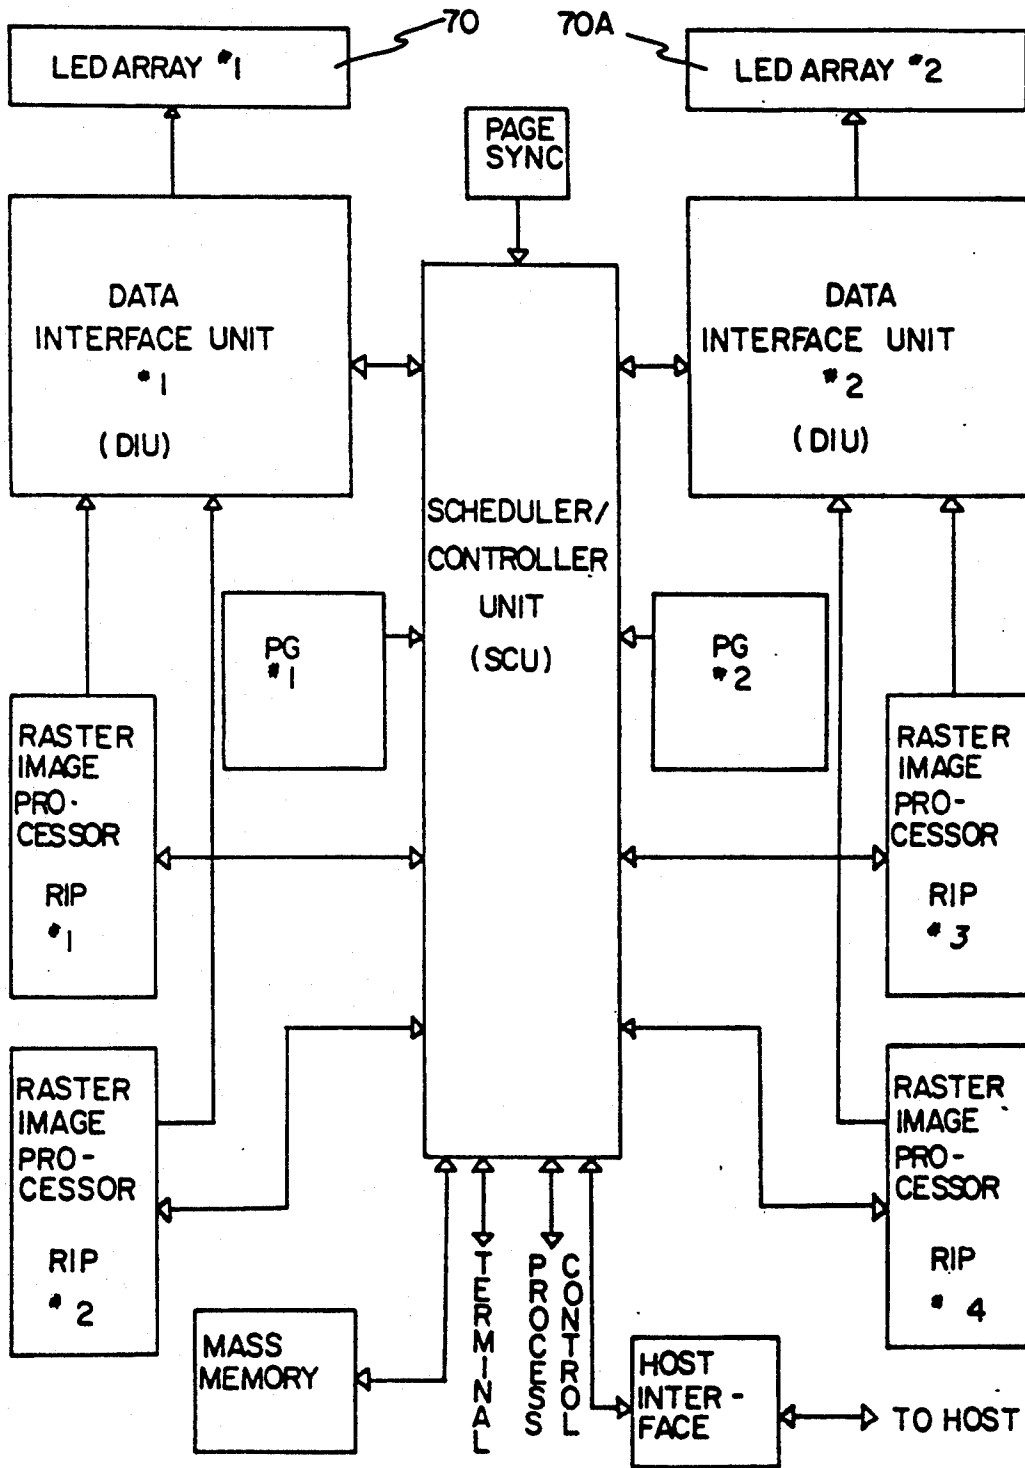 70
70A
LED ARRAY #1
LED ARRAY #2
PAGE
SYNC
DATA
INTERFACE UNIT
#1
(DIU)
DATA
INTERFACE UNIT
#2
(DIU)
SCHEDULER/
CONTROLLER
UNIT
(SCU)
PG
#1
PG
#2
RASTER
IMAGE
PRO-
CESSOR
RIP
#1
RASTER
IMAGE
PRO-
CESSOR
RIP
#3
RASTER
IMAGE
PRO-
CESSOR
RIP
#2
RASTER
IMAGE
PRO-
CESSOR
RIP
#4
MASS
MEMORY
TERMINAL
PROCESS
CONTROL
HOST
INTER-
FACE
TO HOST